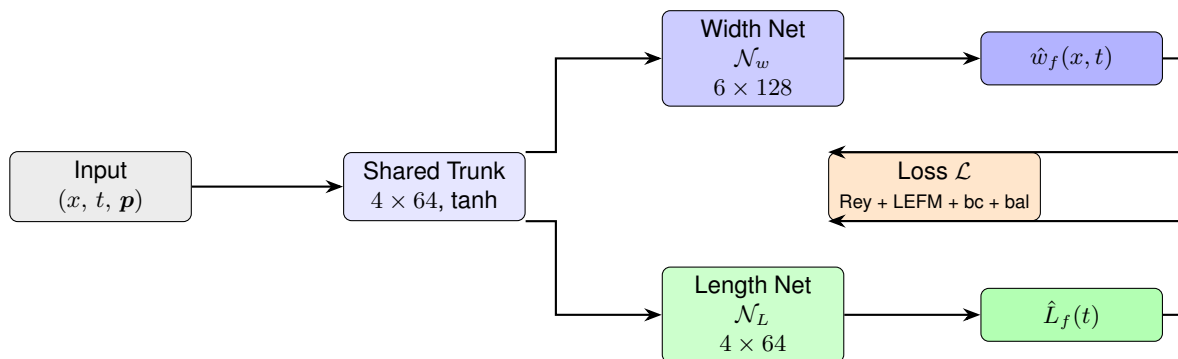 Input
(x, t, p)
Shared Trunk
4 × 64, tanh
Width Net
𝒩_w
6 × 128
ŵ_f(x, t)
Loss ℒ
Rey + LEFM + bc + bal
Length Net
𝒩_L
4 × 64
L̂_f(t)